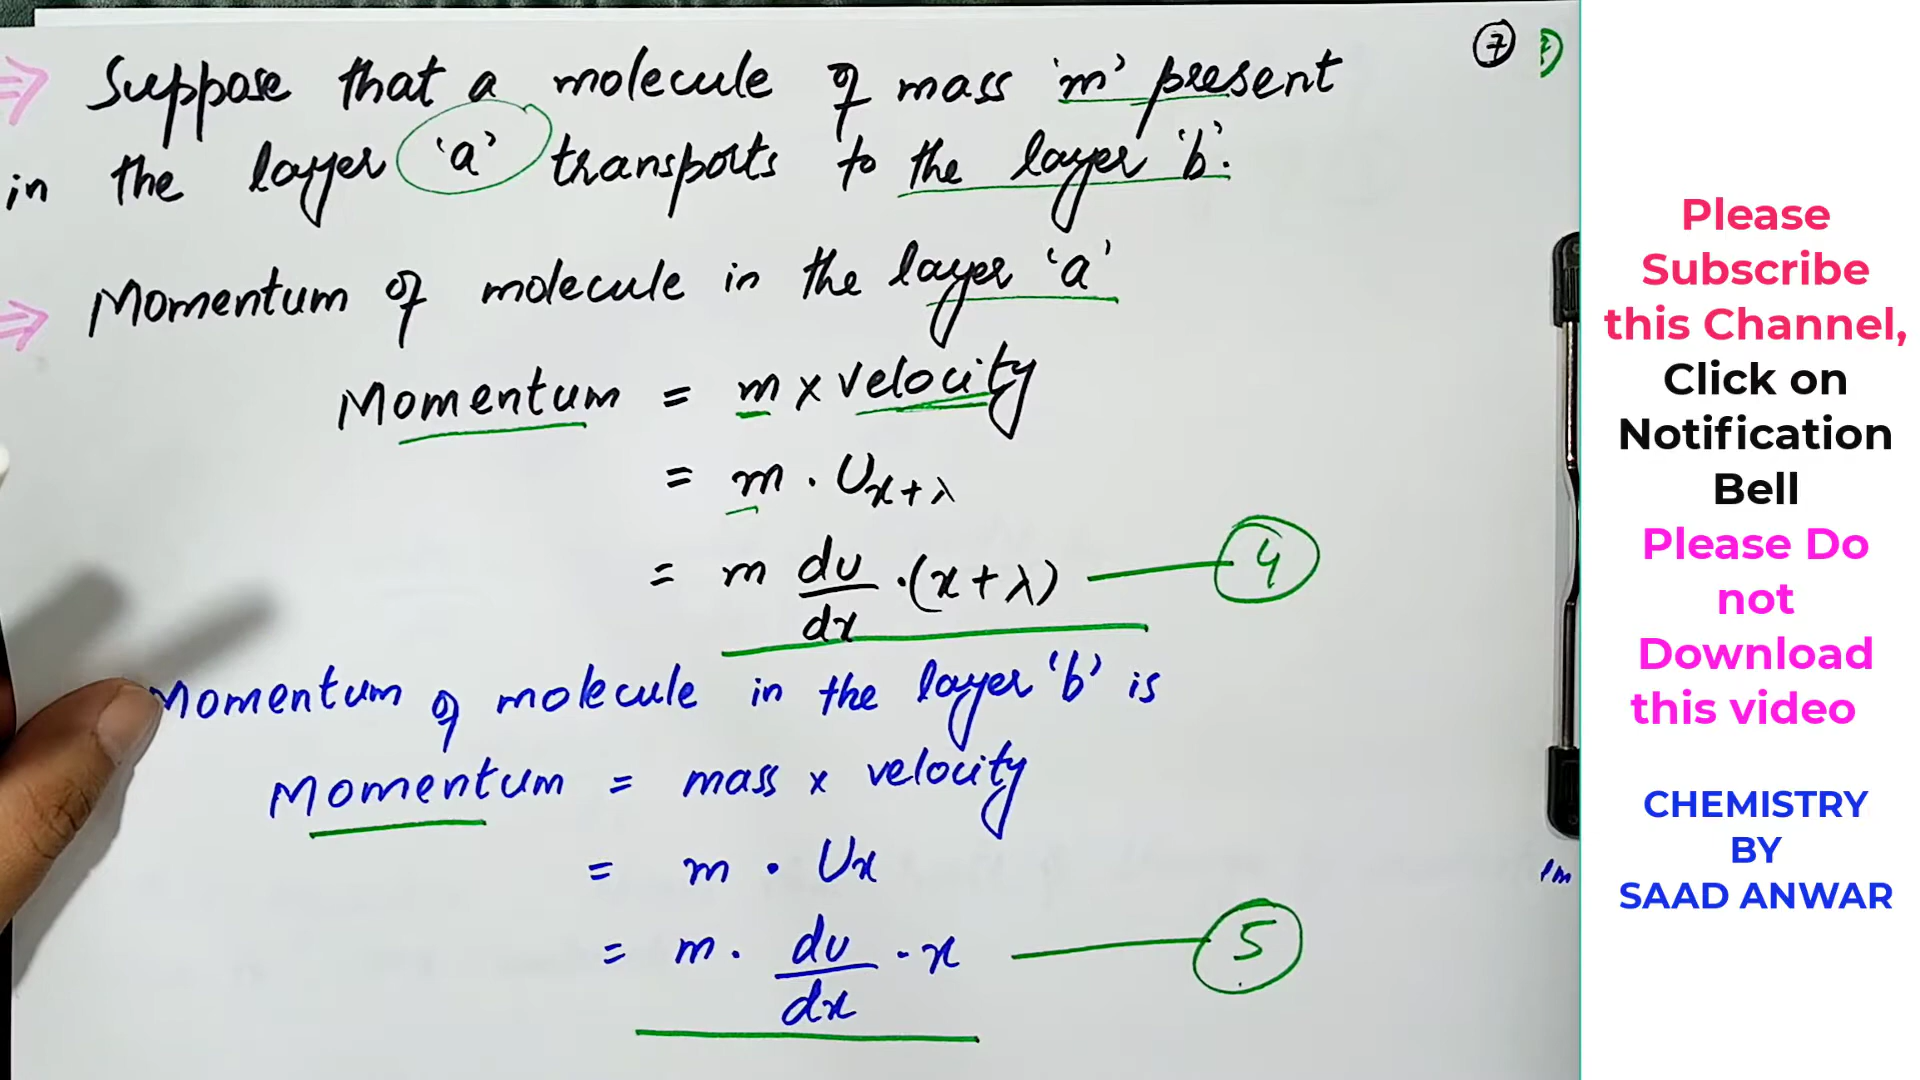 ⑦
⇒ Suppose that a molecule of mass 'm' present
in the layer 'a' transports to the layer 'b'.
⇒ Momentum of molecule in the layer 'a'
Momentum = m x velocity
= m · Ux+λ
= m du/dx ·(x+λ) — ④
Momentum of molecule in the layer 'b' is
Momentum = mass x velocity
= m · Ux
= m · du/dx · x — ⑤
Please
Subscribe
this Channel,
Click on
Notification
Bell
Please Do
not
Download
this video
CHEMISTRY
BY
SAAD ANWAR